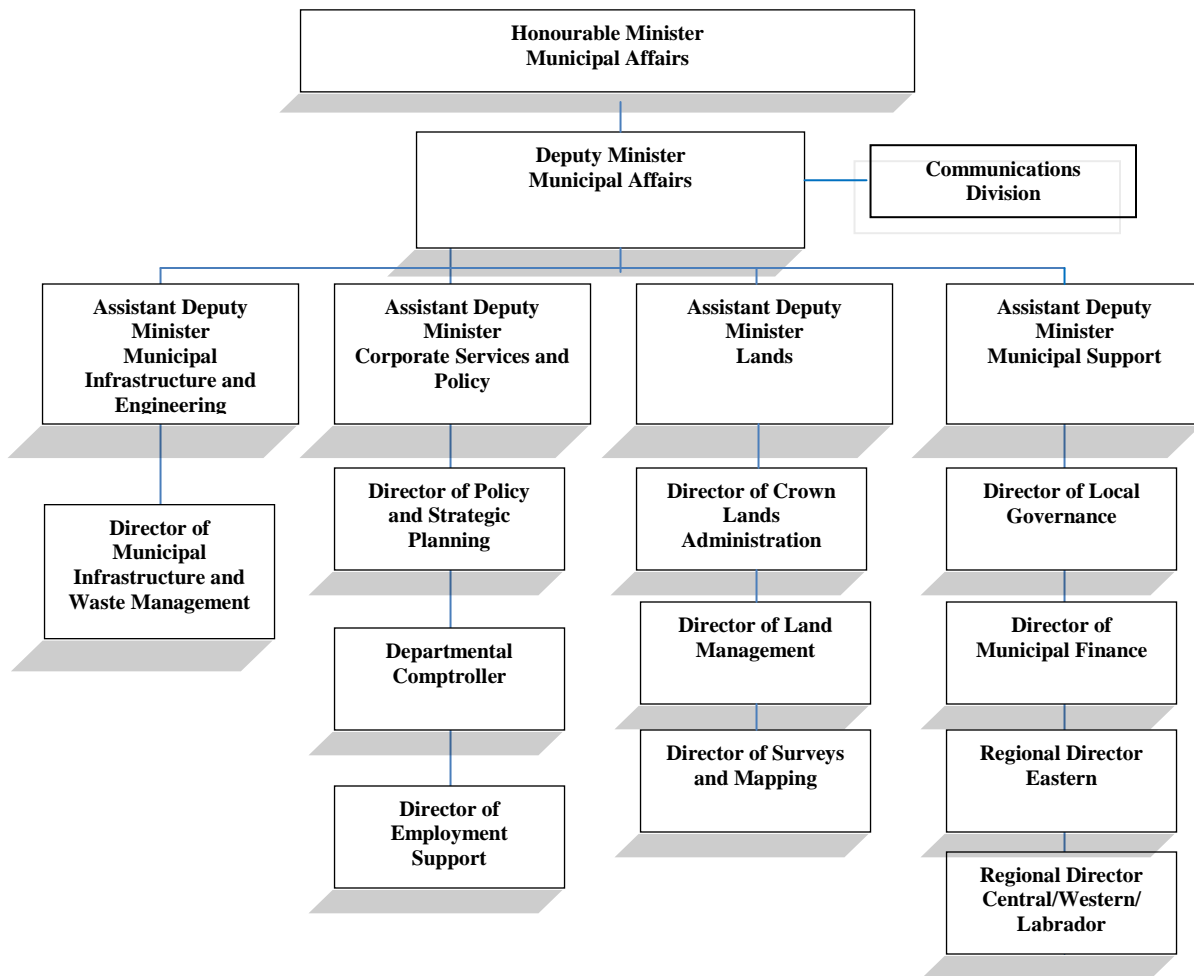 Honourable Minister
Municipal Affairs
Deputy Minister
Municipal Affairs
Communications
Division
Assistant Deputy
Minister
Municipal
Infrastructure and
Engineering
Assistant Deputy
Minister
Corporate Services and
Policy
Assistant Deputy
Minister
Lands
Assistant Deputy
Minister
Municipal Support
Director of
Municipal
Infrastructure and
Waste Management
Director of Policy
and Strategic
Planning
Departmental
Comptroller
Director of
Employment
Support
Director of Crown
Lands
Administration
Director of Land
Management
Director of Surveys
and Mapping
Director of Local
Governance
Director of
Municipal Finance
Regional Director
Eastern
Regional Director
Central/Western/
Labrador